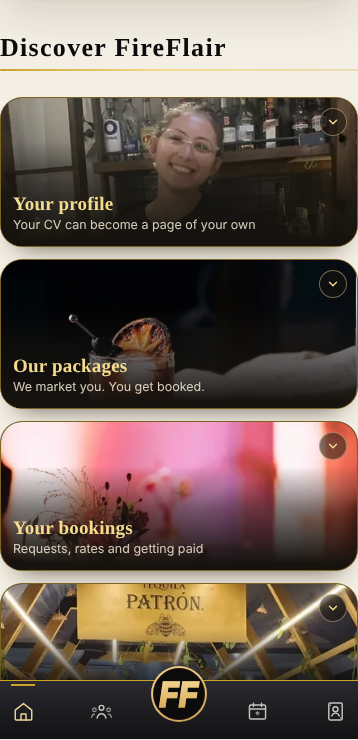 Discover FireFlair
Your profile
Your CV can become a page of your own
Our packages
We market you. You get booked.
Your bookings
Requests, rates and getting paid
TEQUILA
PATRÓN.
FF